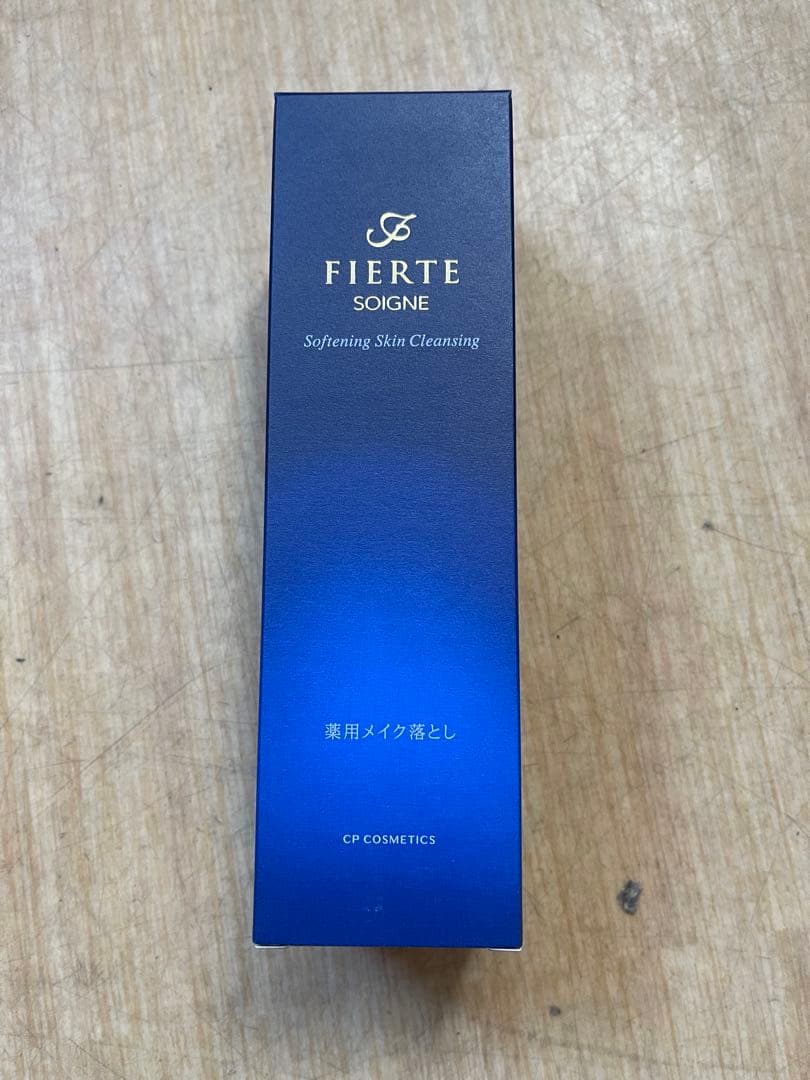 FIERTE
SOIGNE
Softening Skin Cleansing
薬用メイク落とし
CP COSMETICS